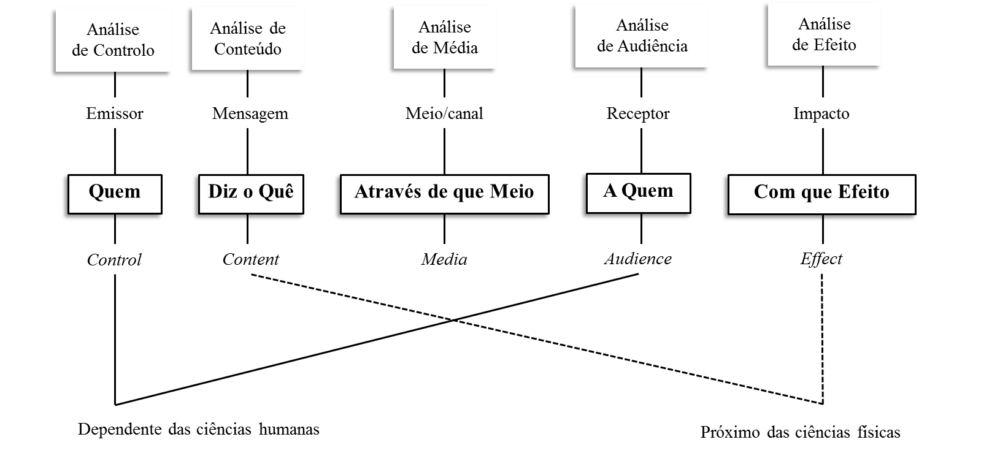 Análise
de Controlo
Análise de
Conteúdo
Análise
de Média
Análise
de Audiência
Análise
de Efeito
Emissor
Mensagem
Meio/canal
Receptor
Impacto
Quem
Diz o Quê
Através de que Meio
A Quem
Com que Efeito
Control
Content
Media
Audience
Effect
Dependente das ciências humanas
Próximo das ciências físicas